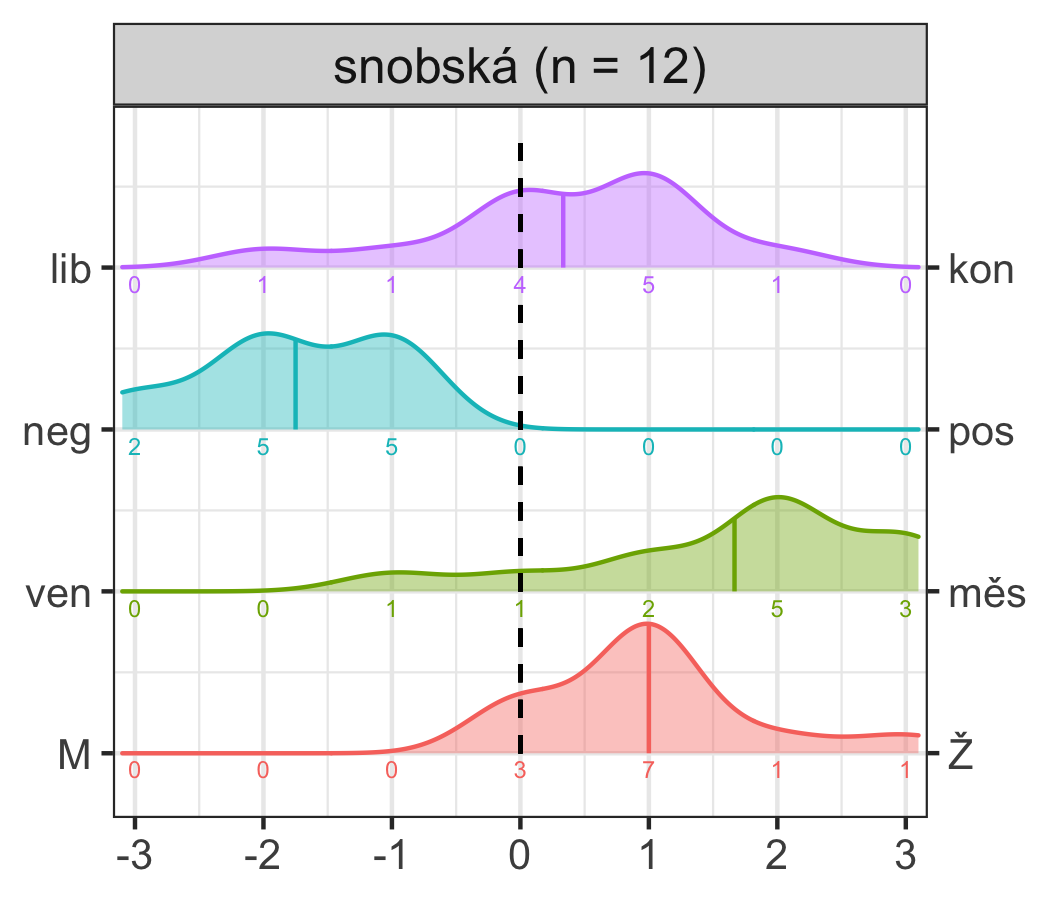 snobská (n = 12)
lib kon
0 1 1 4 5 1 0
neg pos
2 5 5 0 0 0 0
ven měs
0 0 1 1 2 5 3
M Ž
0 0 0 3 7 1 1
-3 -2 -1 0 1 2 3